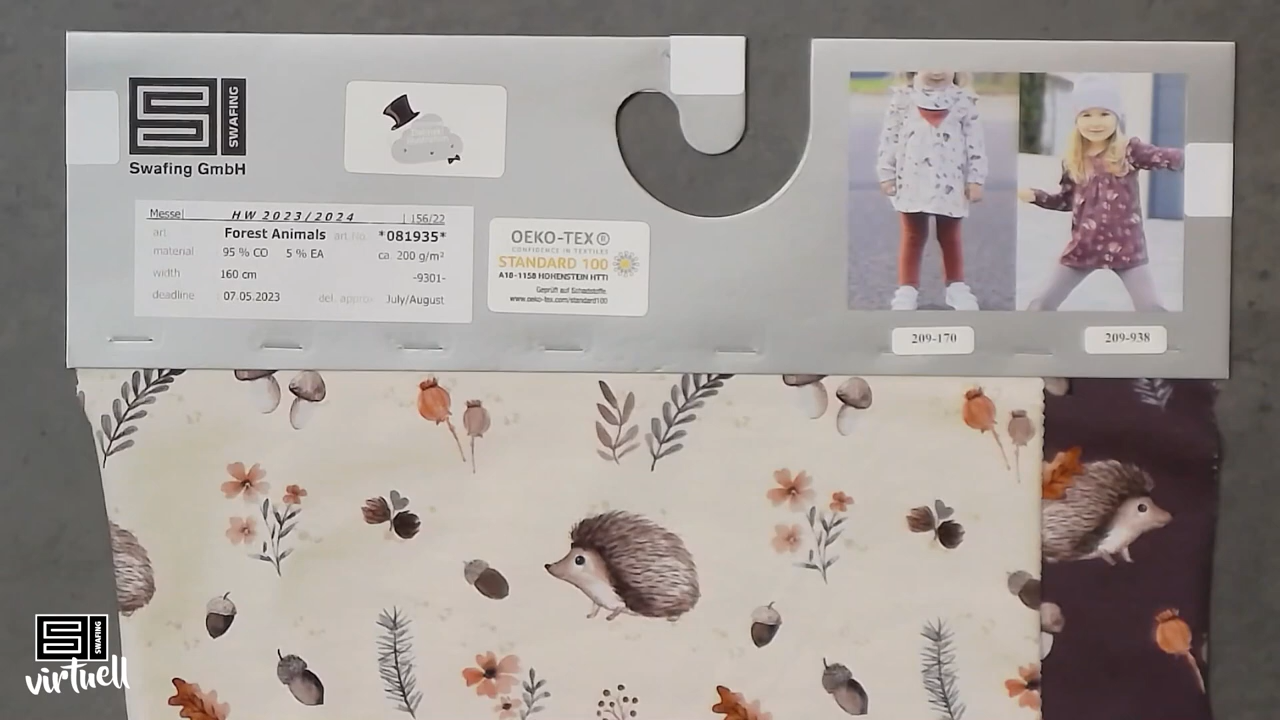 SWAFING
Swafing GmbH
Messe HW 2023/2024 156/22
art. Forest Animals art No. *081935*
material 95 % CO 5 % EA ca. 200 g/m²
width 160 cm -9301-
deadline 07.05.2023 del. approx July/August
OEKO-TEX®
CONFIDENCE IN TEXTILES
STANDARD 100
A18-1158 HOHENSTEIN HTTI
Geprüft auf Schadstoffe.
www.oeko-tex.com/standard100
209-170
209-938
SWAFING
virtuell